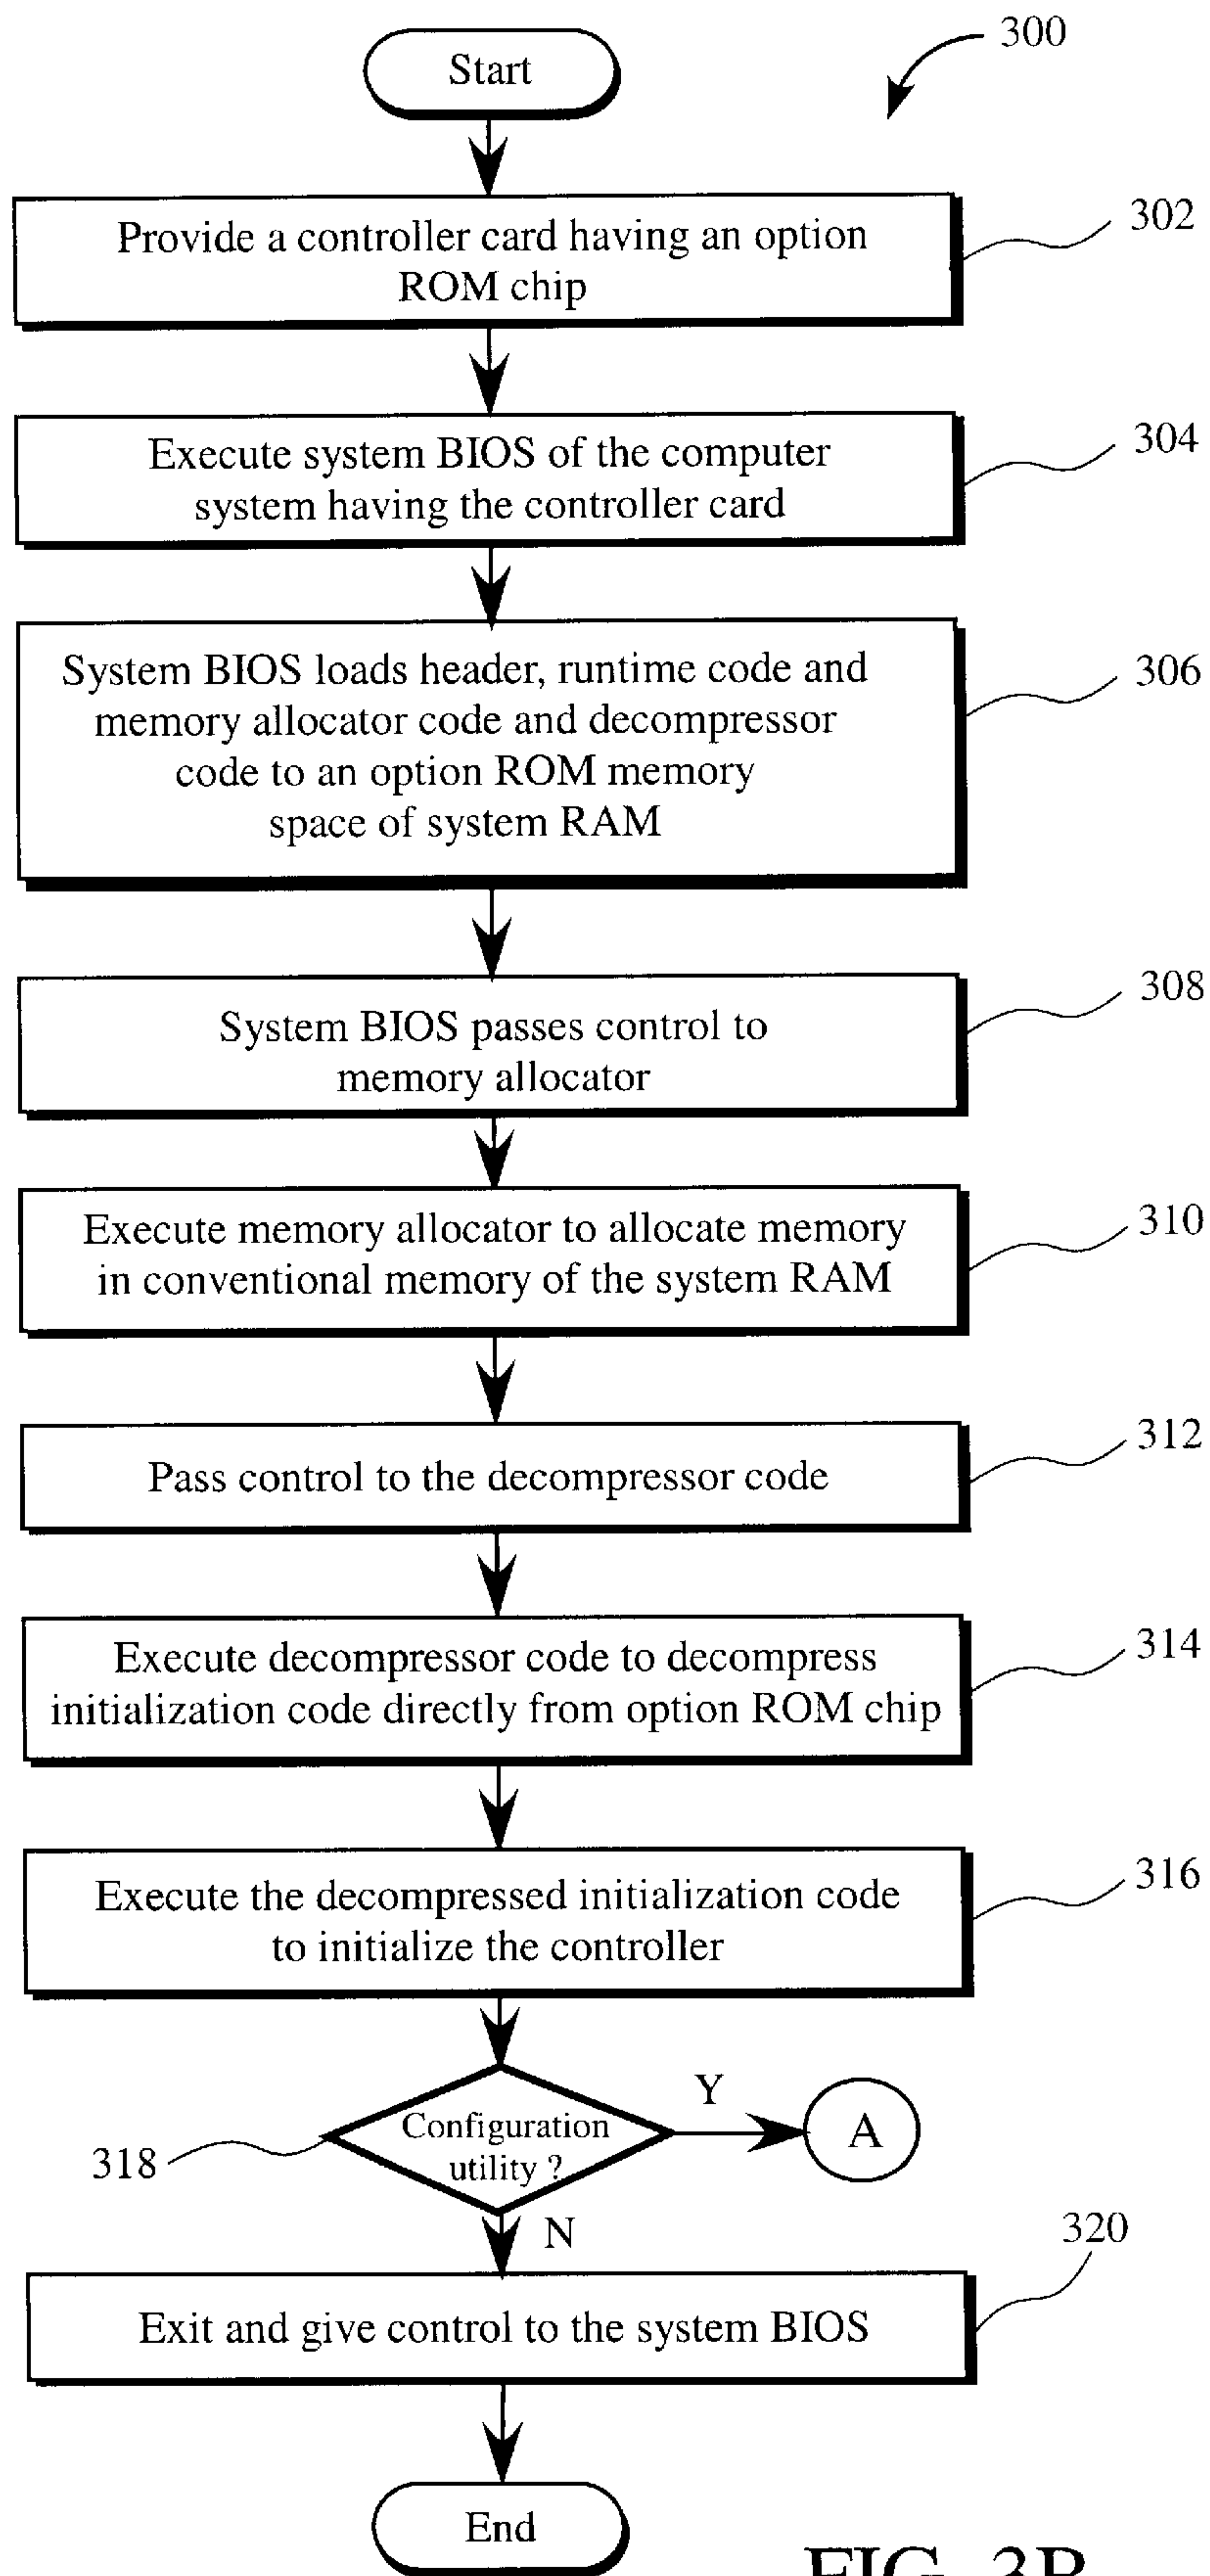 Start
300
Provide a controller card having an option
ROM chip
302
Execute system BIOS of the computer
system having the controller card
304
System BIOS loads header, runtime code and
memory allocator code and decompressor
code to an option ROM memory
space of system RAM
306
System BIOS passes control to
memory allocator
308
Execute memory allocator to allocate memory
in conventional memory of the system RAM
310
Pass control to the decompressor code
312
Execute decompressor code to decompress
initialization code directly from option ROM chip
314
Execute the decompressed initialization code
to initialize the controller
316
Configuration
utility ?
Y
A
318
N
320
Exit and give control to the system BIOS
End
FIG. 3B